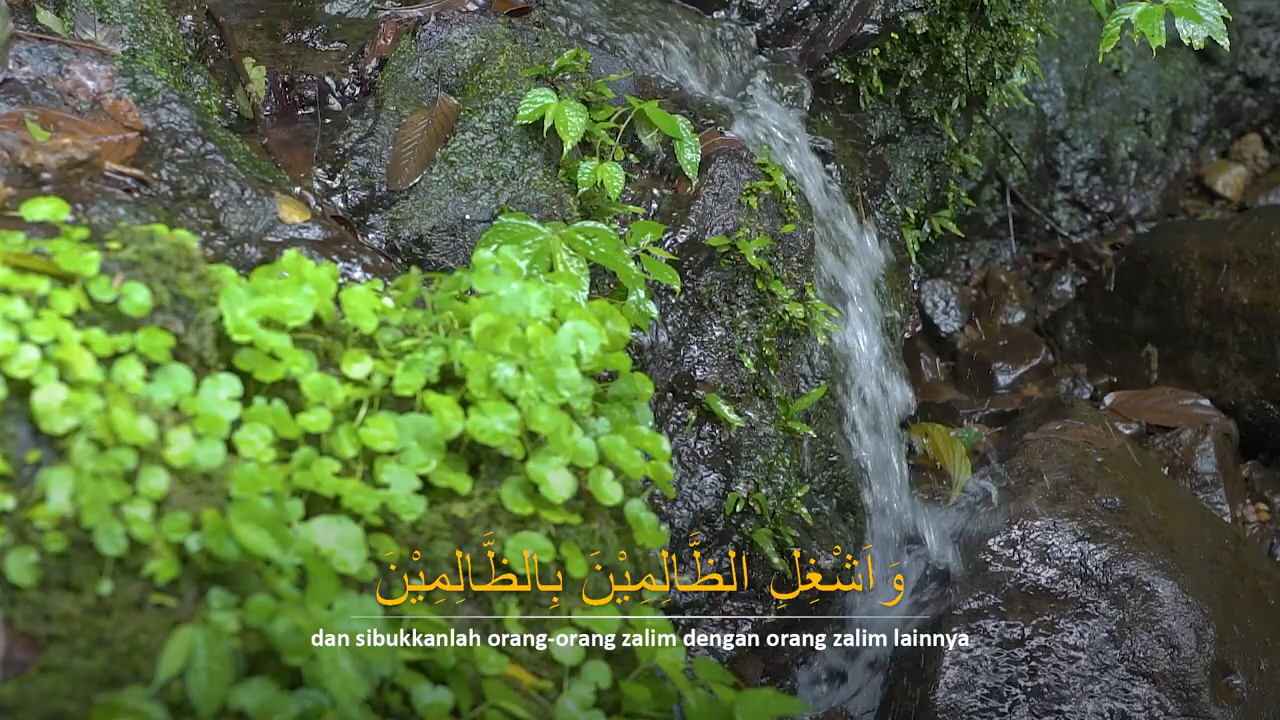 وَ اَشْغِلِ الظَّالِمِيْنَ بِالظَّالِمِيْنَ
dan sibukkanlah orang-orang zalim dengan orang zalim lainnya